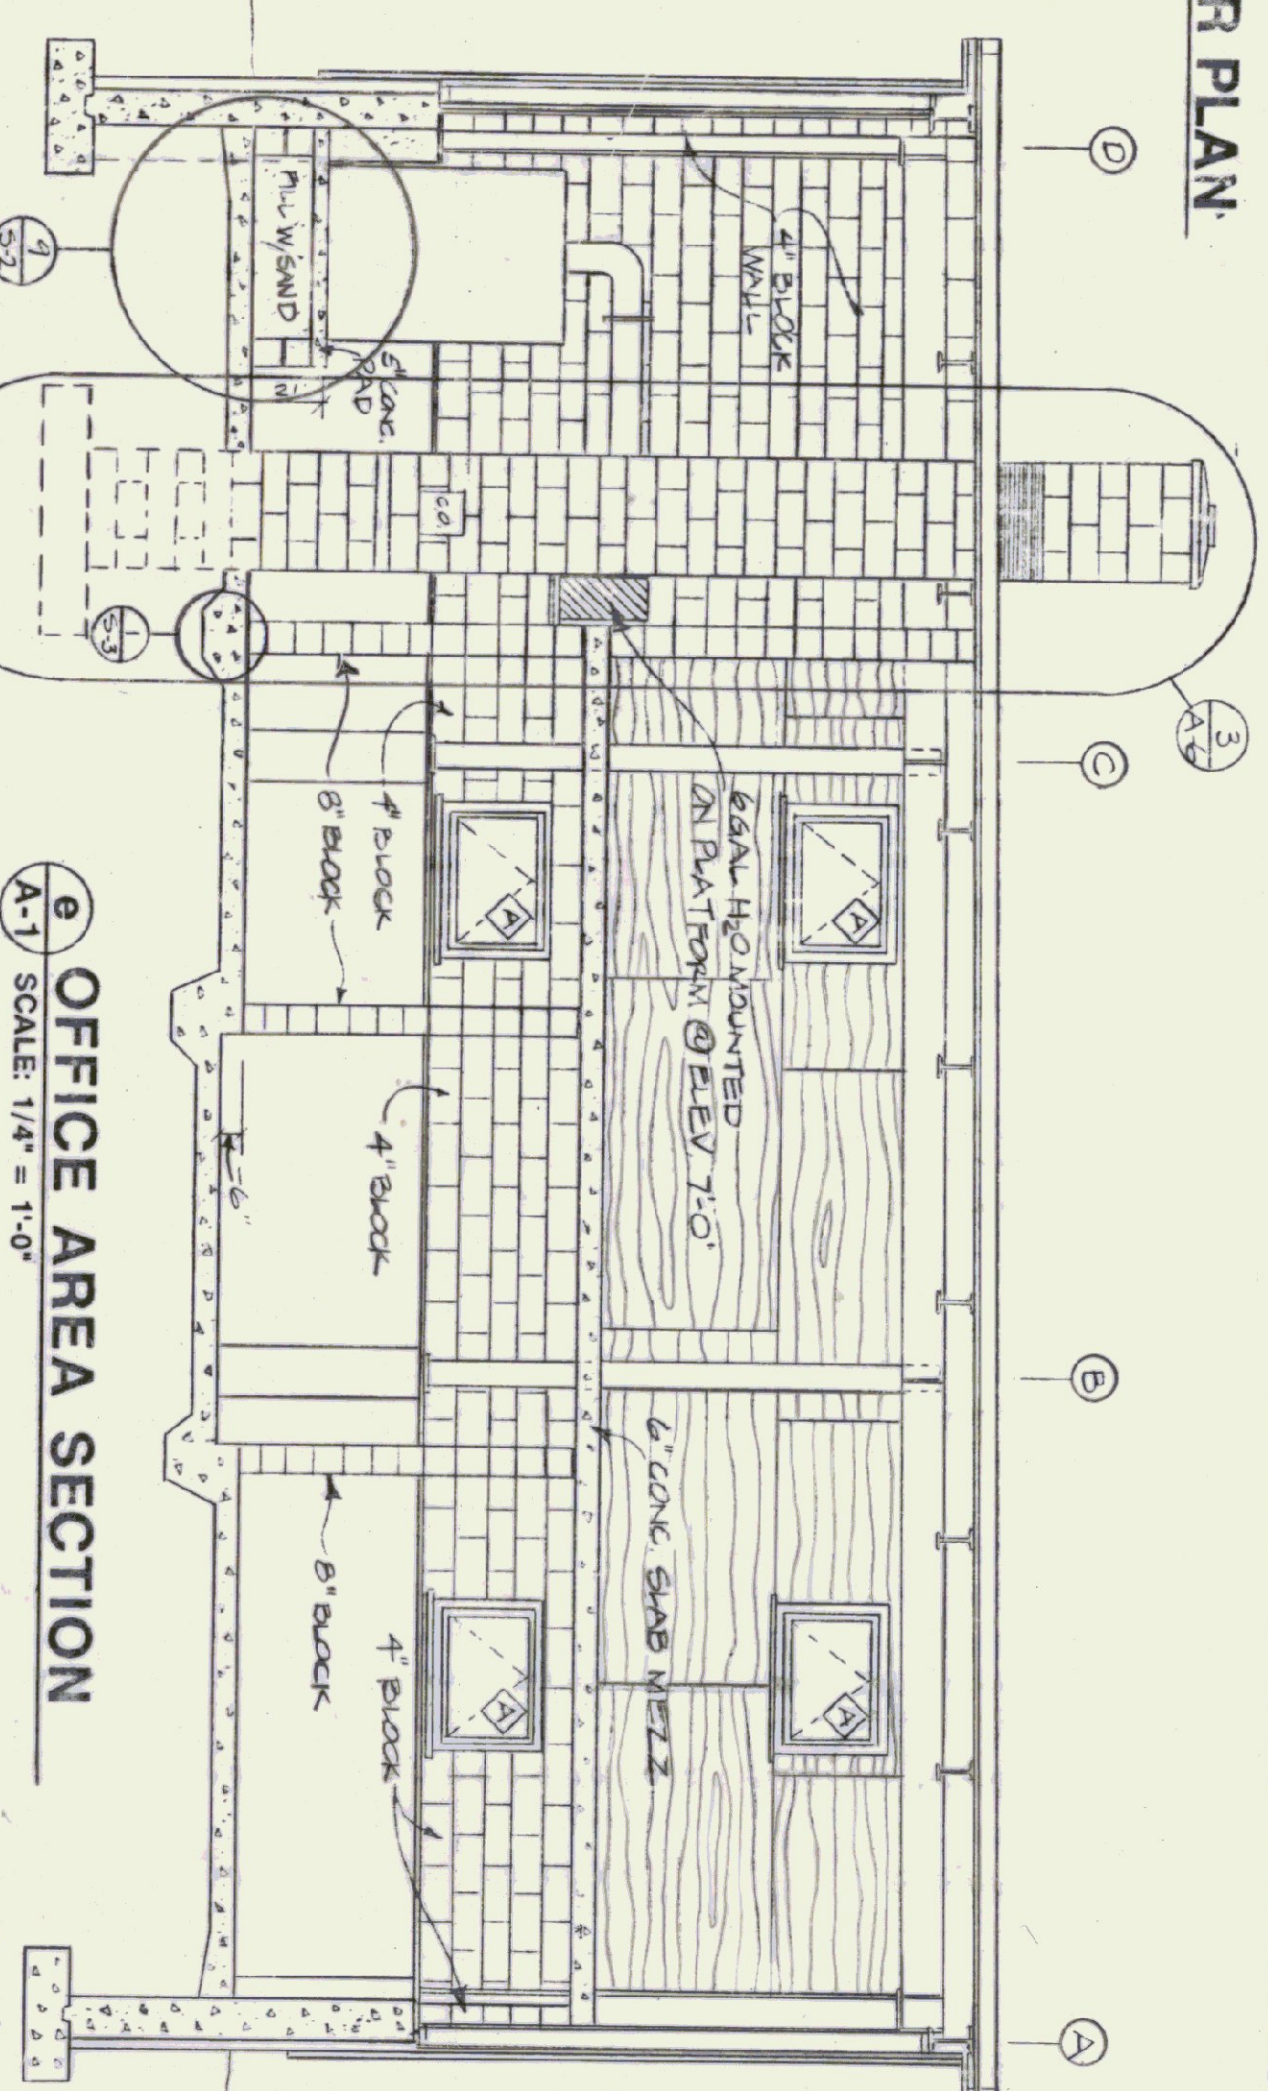 R PLAN
D
C
B
A
3
A-6
4" BLOCK
WALL
FILL W/SAND
5" CONC.
PAD
9
S-2
C.O.
1
S-3
6 GAL H₂O MOUNTED
ON PLATFORM @ ELEV. 7'-0"
A
A
4" BLOCK
8" BLOCK
4" BLOCK
-6"
6" CONC. SLAB MEZZ
A
A
8" BLOCK
4" BLOCK
e
A-1
OFFICE AREA SECTION
SCALE: 1/4" = 1'-0"